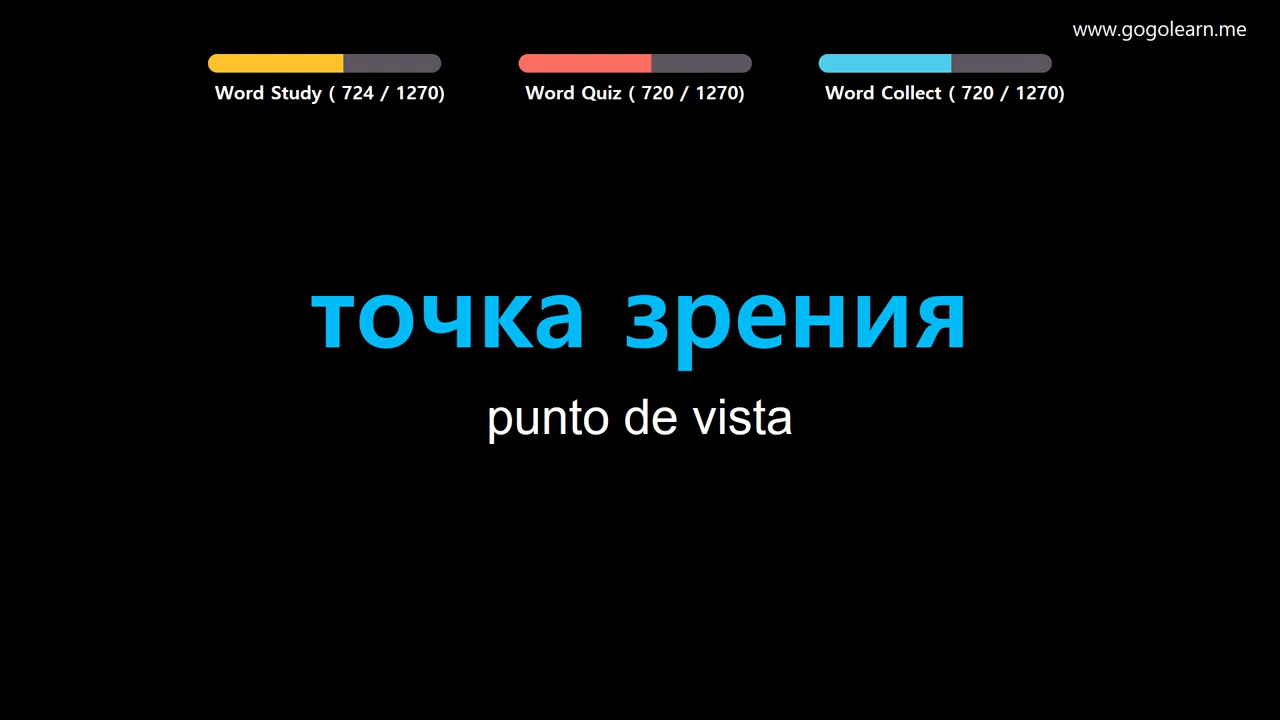 www.gogolearn.me
Word Study ( 724 / 1270) Word Quiz ( 720 / 1270) Word Collect ( 720 / 1270)
точка зрения
punto de vista